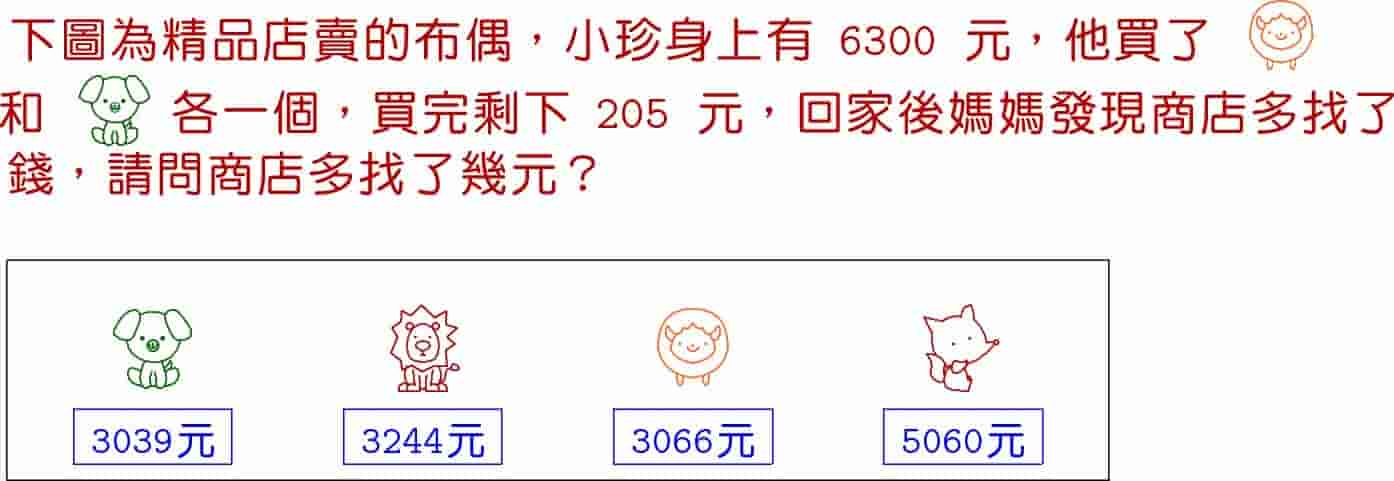 下圖為精品店賣的布偶，小珍身上有 6300 元，他買了
和 各一個，買完剩下 205 元，回家後媽媽發現商店多找了
錢，請問商店多找了幾元？
3039元 3244元 3066元 5060元